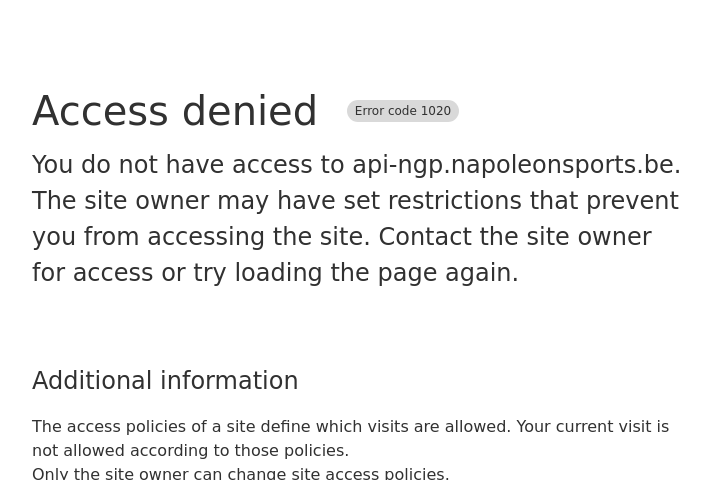 Access denied Error code 1020
You do not have access to api-ngp.napoleonsports.be.
The site owner may have set restrictions that prevent
you from accessing the site. Contact the site owner
for access or try loading the page again.
Additional information
The access policies of a site define which visits are allowed. Your current visit is
not allowed according to those policies.
Only the site owner can change site access policies.